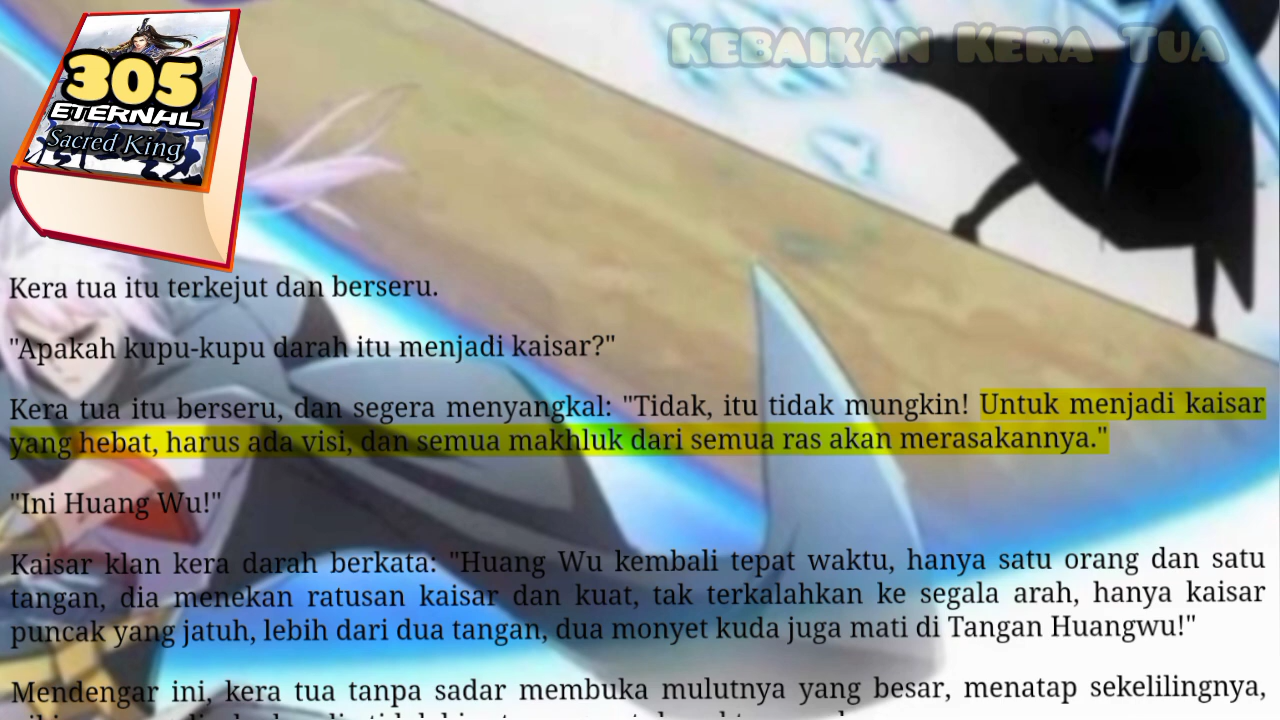 Kebaikan Kera Tua
305
ETERNAL
Sacred King
Kera tua itu terkejut dan berseru.
"Apakah kupu-kupu darah itu menjadi kaisar?"
Kera tua itu berseru, dan segera menyangkal: "Tidak, itu tidak mungkin! Untuk menjadi kaisar
yang hebat, harus ada visi, dan semua makhluk dari semua ras akan merasakannya."
"Ini Huang Wu!"
Kaisar klan kera darah berkata: "Huang Wu kembali tepat waktu, hanya satu orang dan satu
tangan, dia menekan ratusan kaisar dan kuat, tak terkalahkan ke segala arah, hanya kaisar
puncak yang jatuh, lebih dari dua tangan, dua monyet kuda juga mati di Tangan Huangwu!"
Mendengar ini, kera tua tanpa sadar membuka mulutnya yang besar, menatap sekelilingnya,